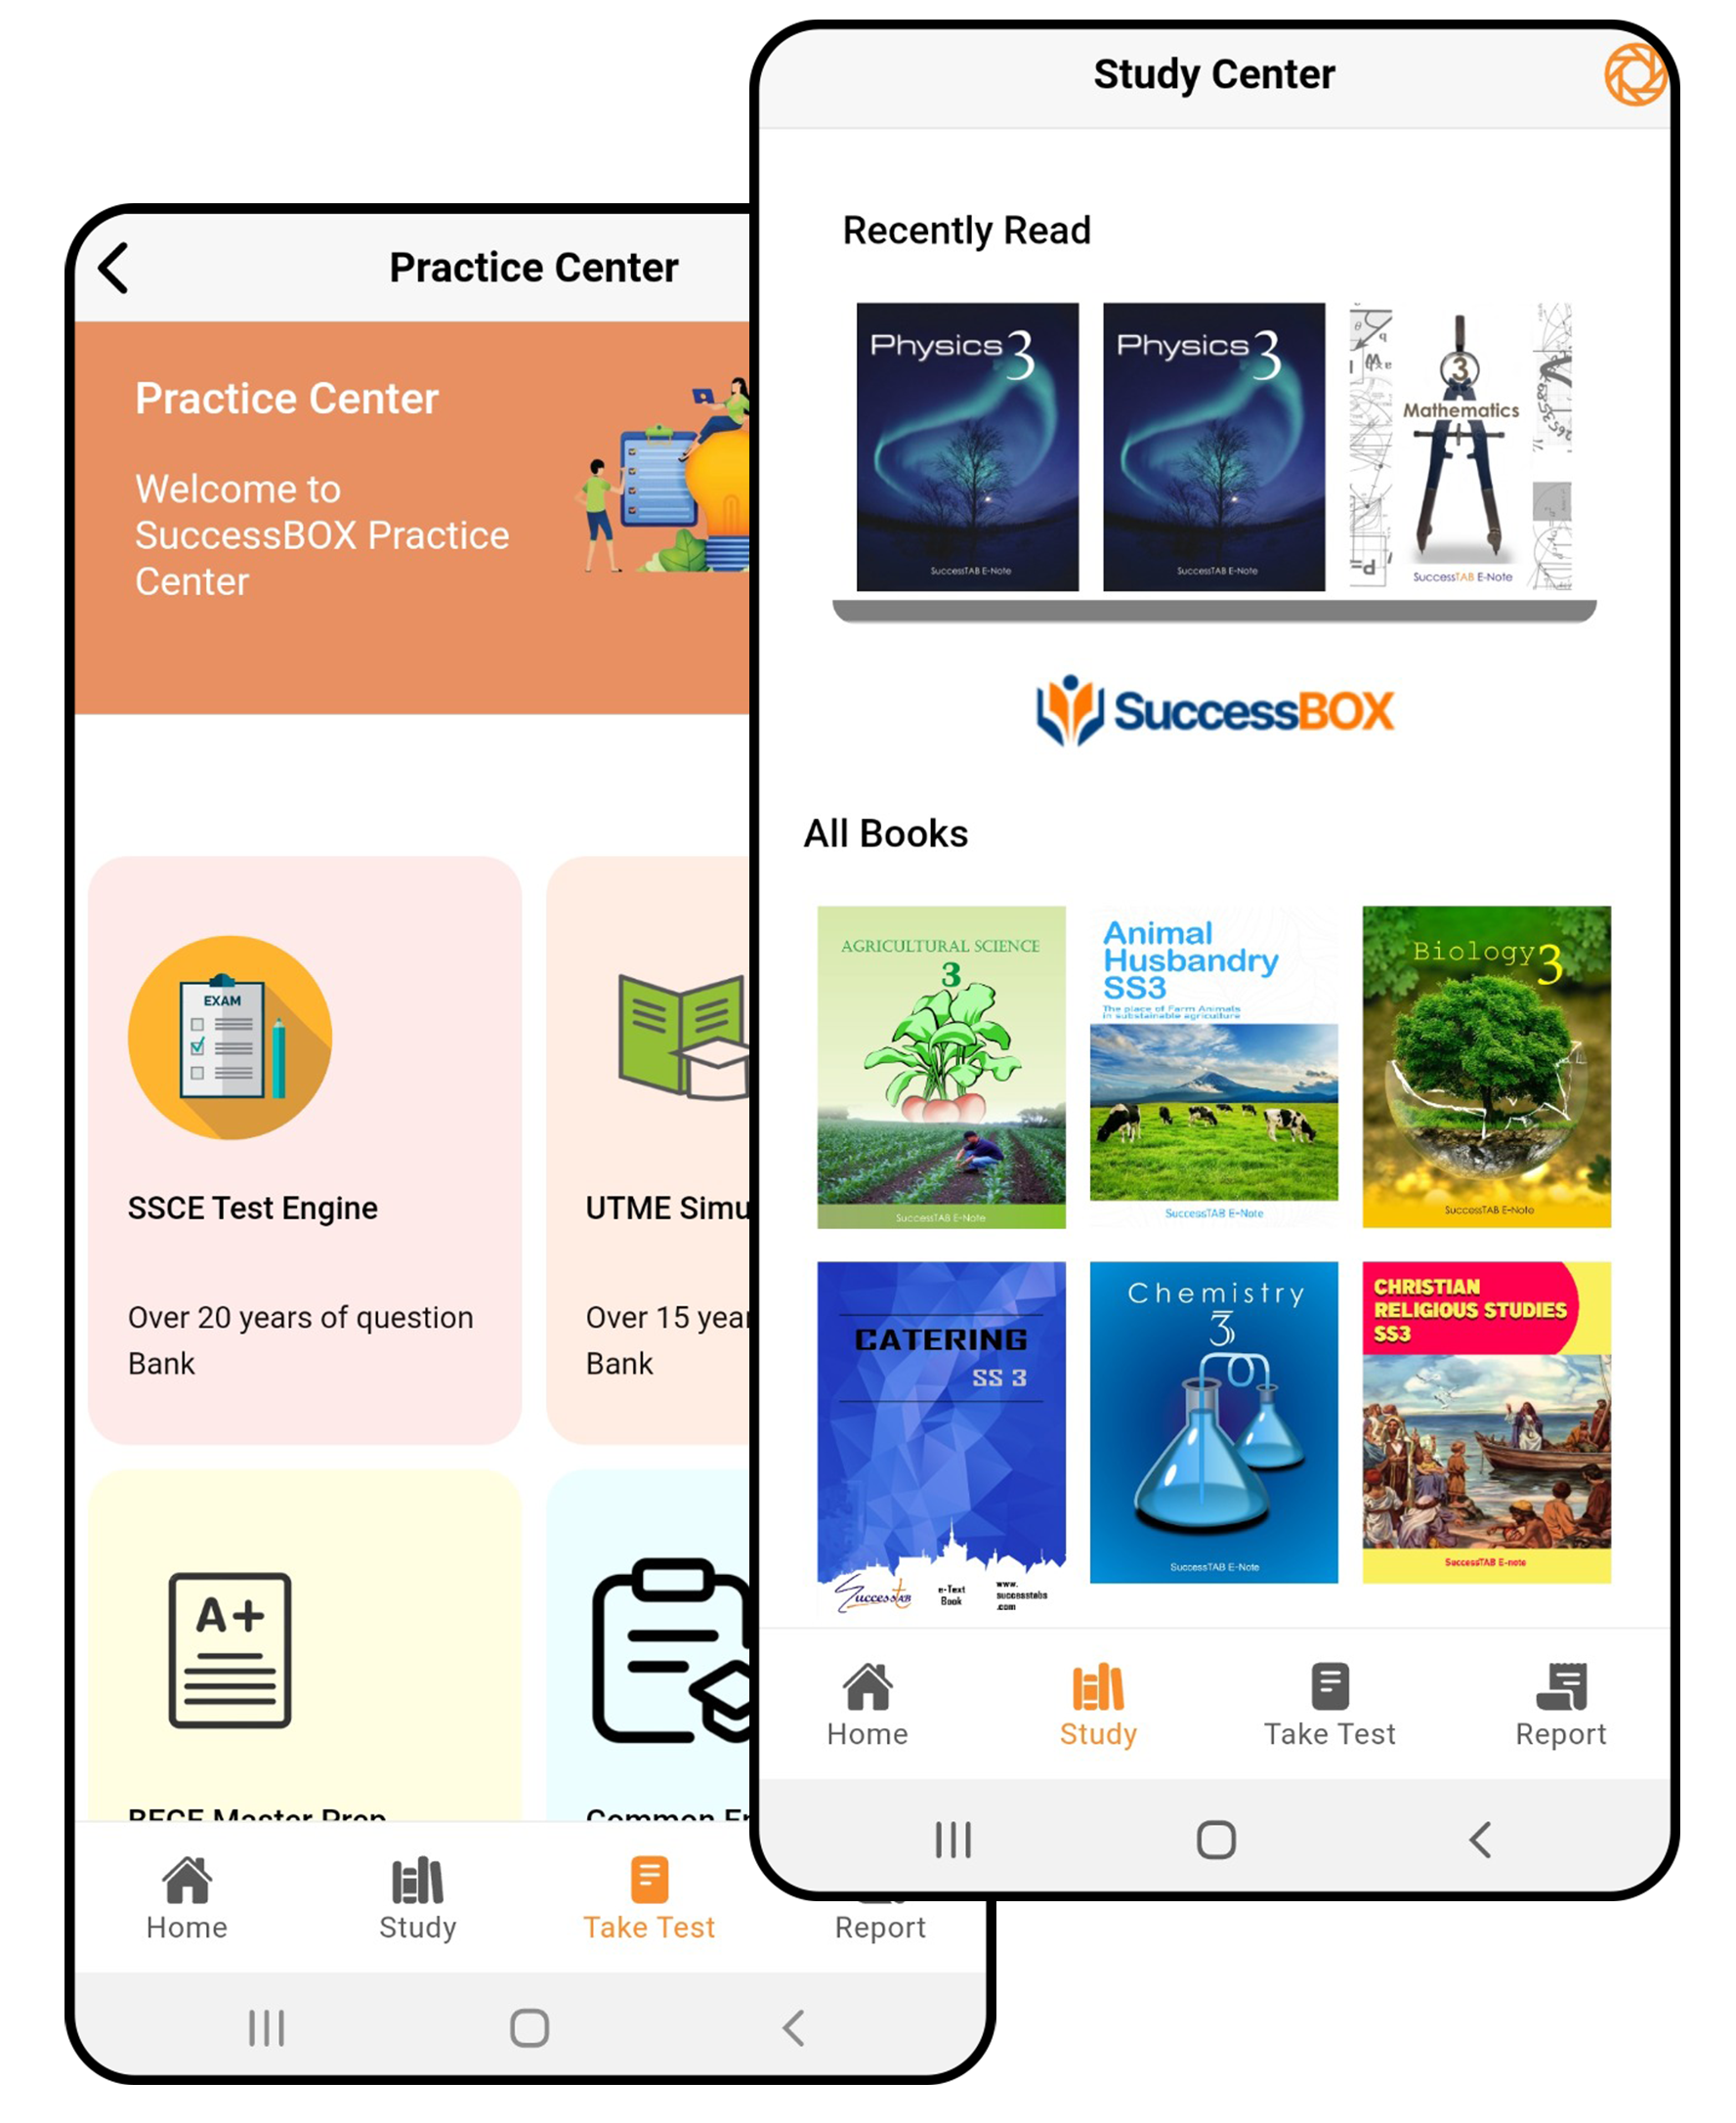 Practice Center
Practice Center
Welcome to
SuccessBOX Practice
Center
EXAM
SSCE Test Engine
Over 20 years of question
Bank
UTME Simu
Over 15 year
Bank
A+
BECE Master Prep
Common En
Home
Study
Take Test
Report
Study Center
Recently Read
Physics 3
SuccessTAB E-Note
Physics 3
SuccessTAB E-Note
3
Mathematics
SuccessTAB E-Note
SuccessBOX
All Books
AGRICULTURAL SCIENCE
3
SuccessTAB E-Note
Animal
Husbandry
SS3
The place of Farm Animals
in substainable agriculture
SuccessTAB E-Note
Biology 3
SuccessTAB E-Note
CATERING
SS 3
SuccessTAB
e-Text
Book
www.
successtabs
.com
Chemistry
3
SuccessTAB E-Note
CHRISTIAN
RELIGIOUS STUDIES
SS3
SuccessTAB E-note
Home
Study
Take Test
Report